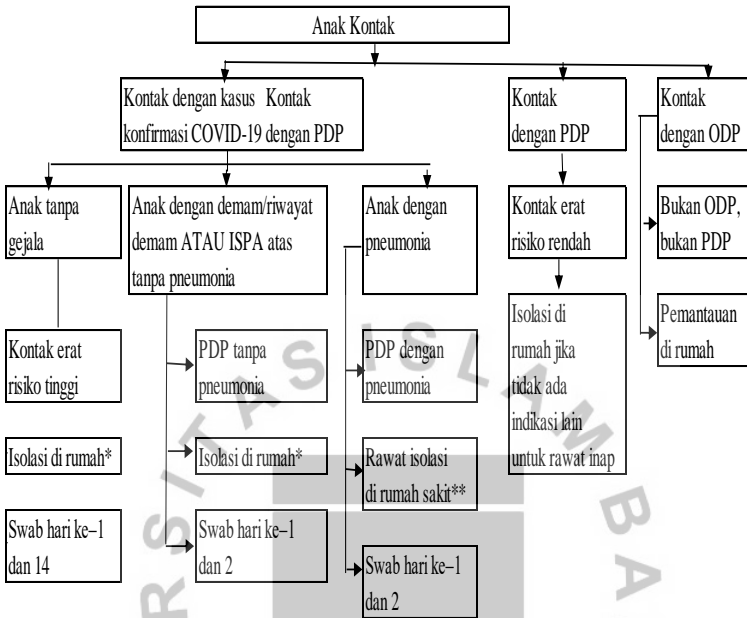 Anak Kontak
Kontak dengan kasus Kontak
konfirmasi COVID-19 dengan PDP
Kontak
dengan PDP
Kontak
dengan ODP
Anak tanpa
gejala
Anak dengan demam/riwayat
demam ATAU ISPA atas
tanpa pneumonia
Anak dengan
pneumonia
Kontak erat
risiko rendah
Bukan ODP,
bukan PDP
Kontak erat
risiko tinggi
PDP tanpa
pneumonia
PDP dengan
pneumonia
Isolasi di
rumah jika
tidak ada
indikasi lain
untuk rawat inap
Pemantauan
di rumah
Isolasi di rumah*
Isolasi di rumah*
Rawat isolasi
di rumah sakit**
Swab hari ke–1
dan 14
Swab hari ke–1
dan 2
Swab hari ke–1
dan 2
RSITAS ISLAM BA